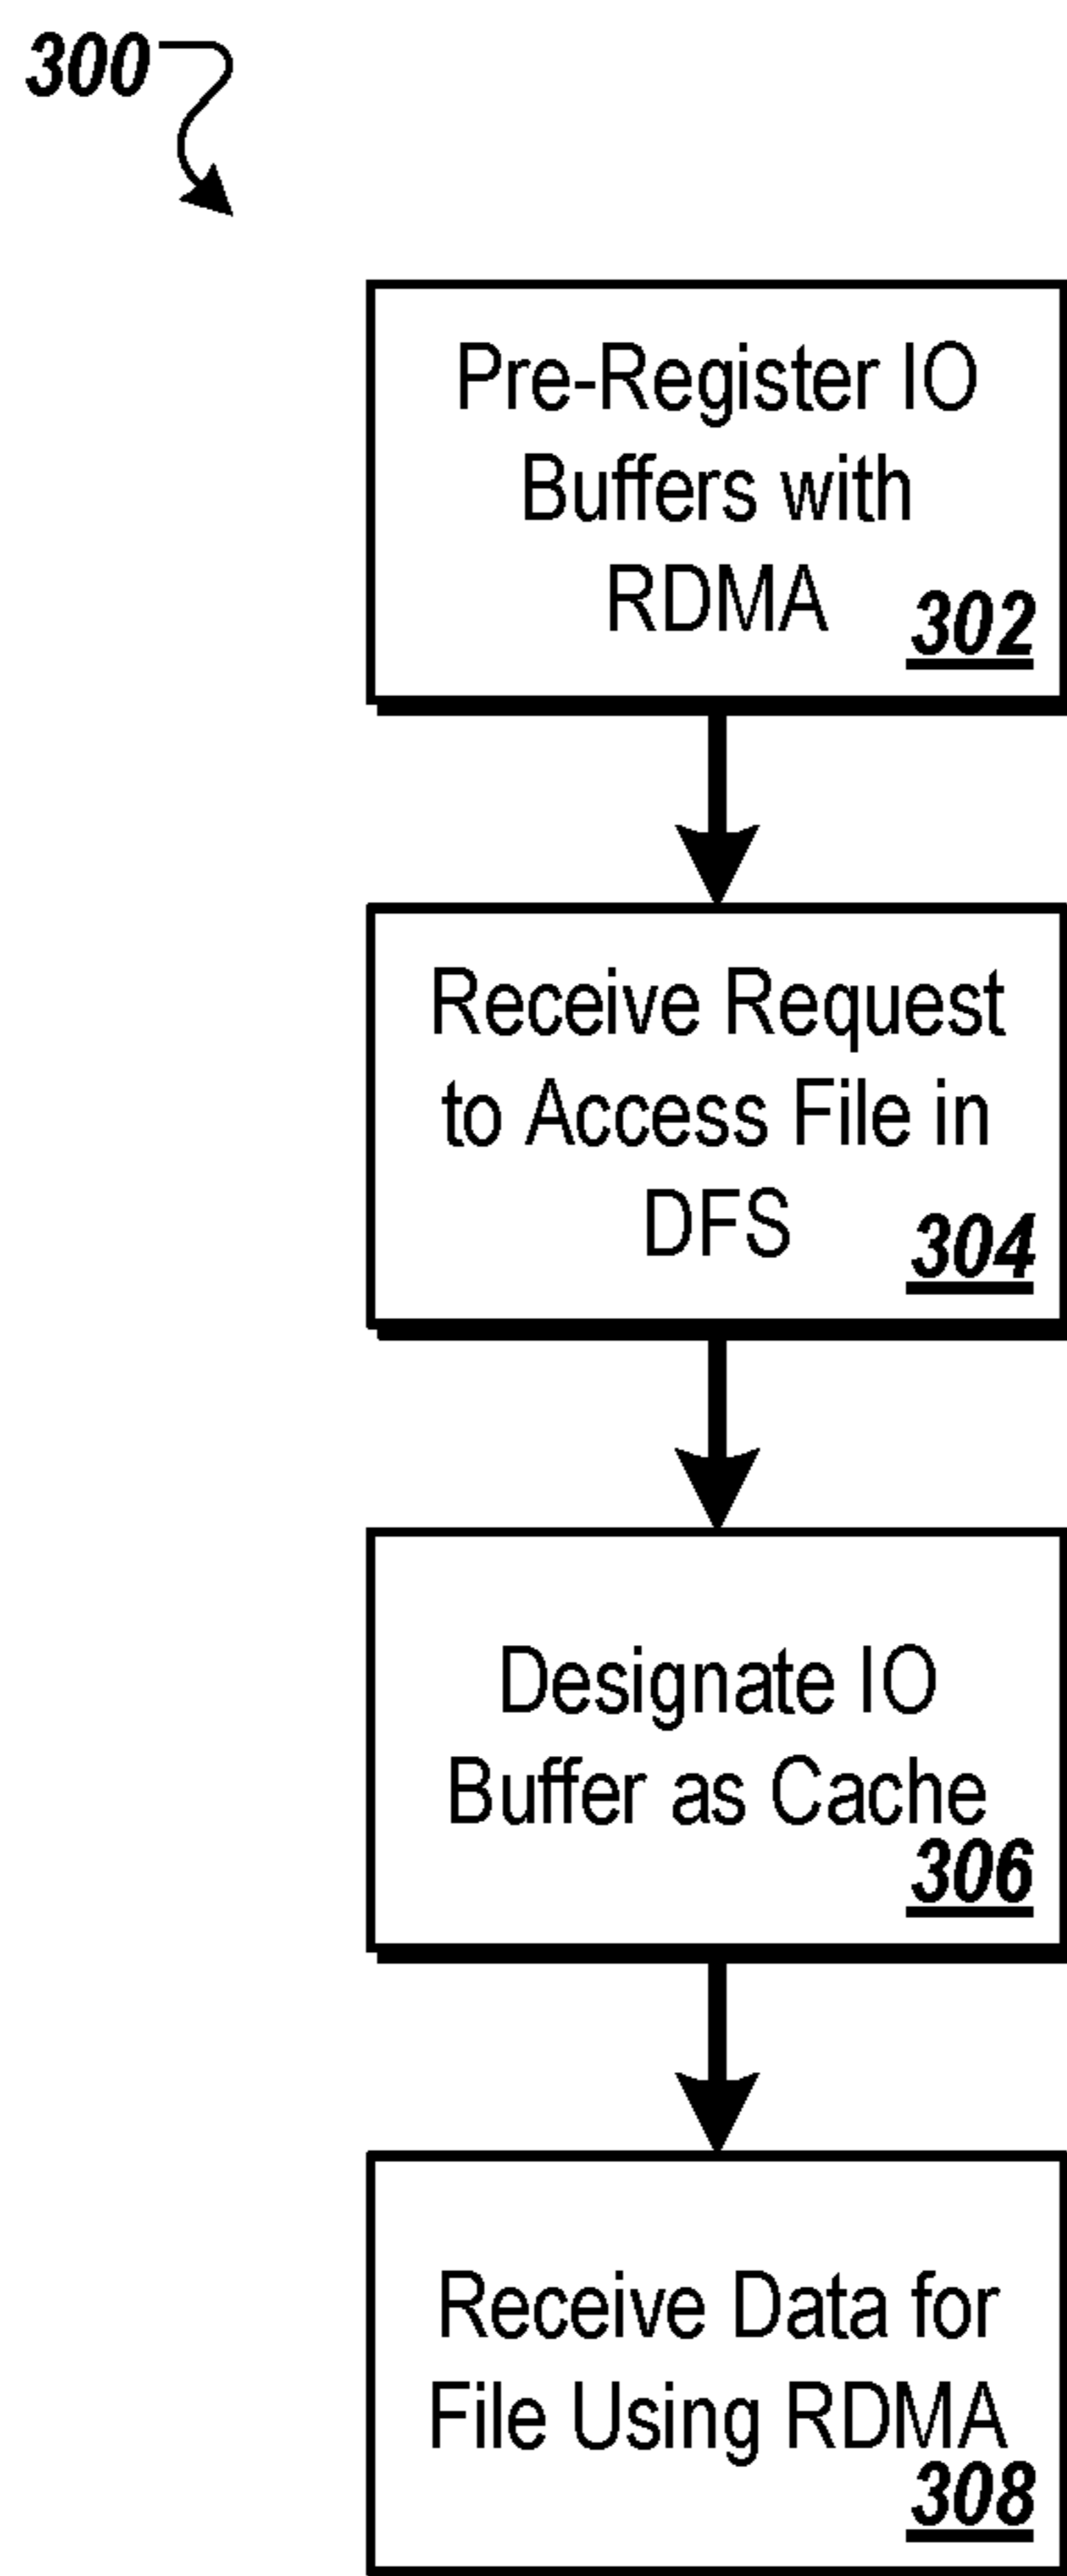 300
Pre-Register IO
Buffers with
RDMA
302
Receive Request
to Access File in
DFS
304
Designate IO
Buffer as Cache
306
Receive Data for
File Using RDMA
308